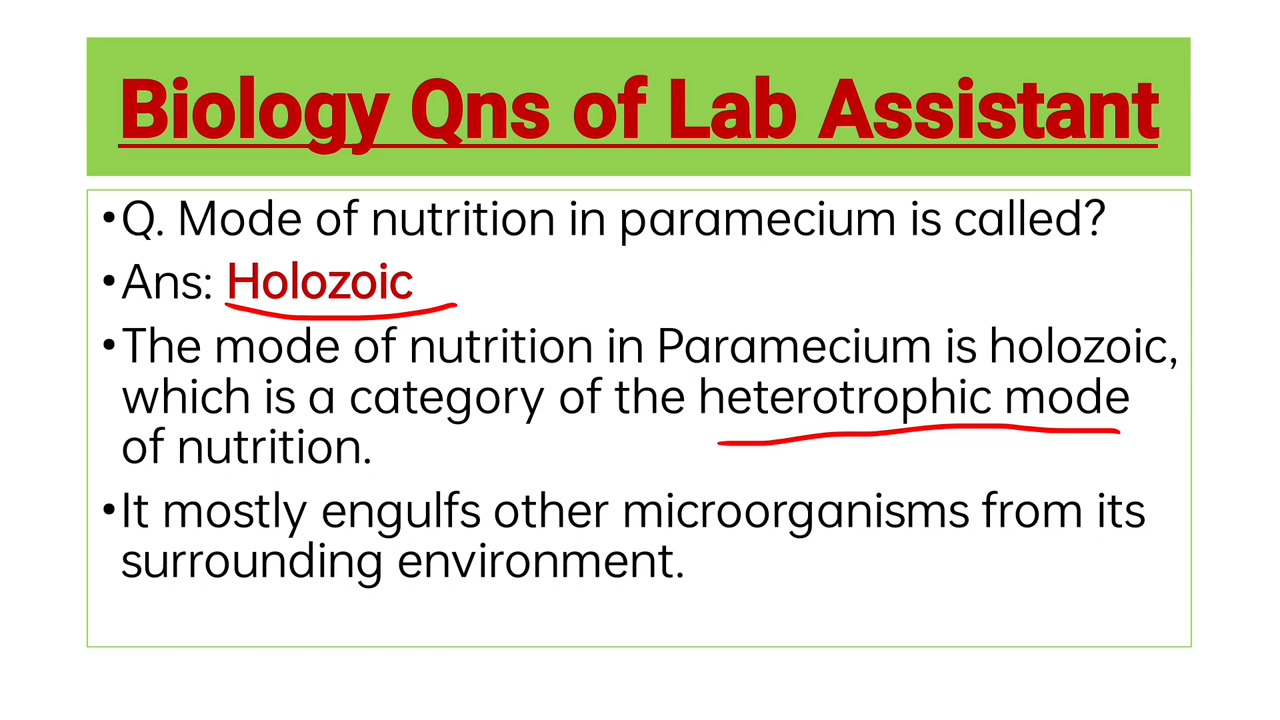 Biology Qns of Lab Assistant
•Q. Mode of nutrition in paramecium is called?
•Ans: Holozoic
•The mode of nutrition in Paramecium is holozoic,
which is a category of the heterotrophic mode
of nutrition.
•It mostly engulfs other microorganisms from its
surrounding environment.